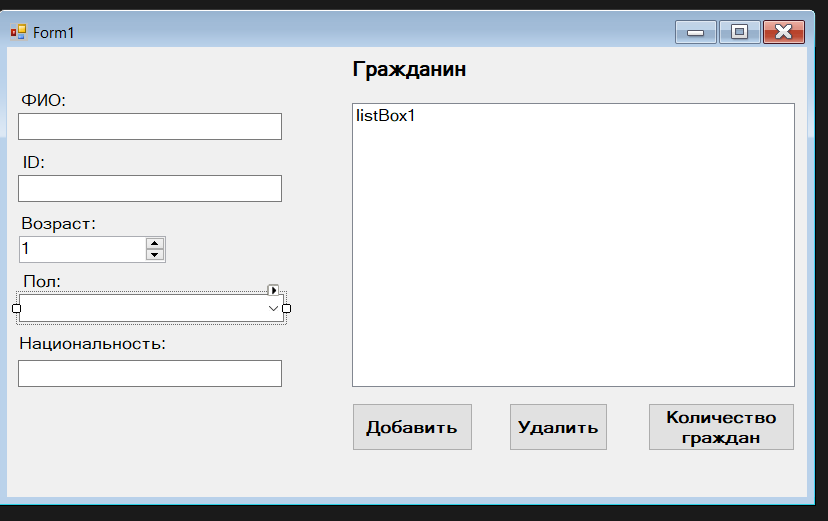 Form1
Гражданин
ФИО:
listBox1
ID:
Возраст:
1
Пол:
Национальность:
Добавить
Удалить
Количество
граждан